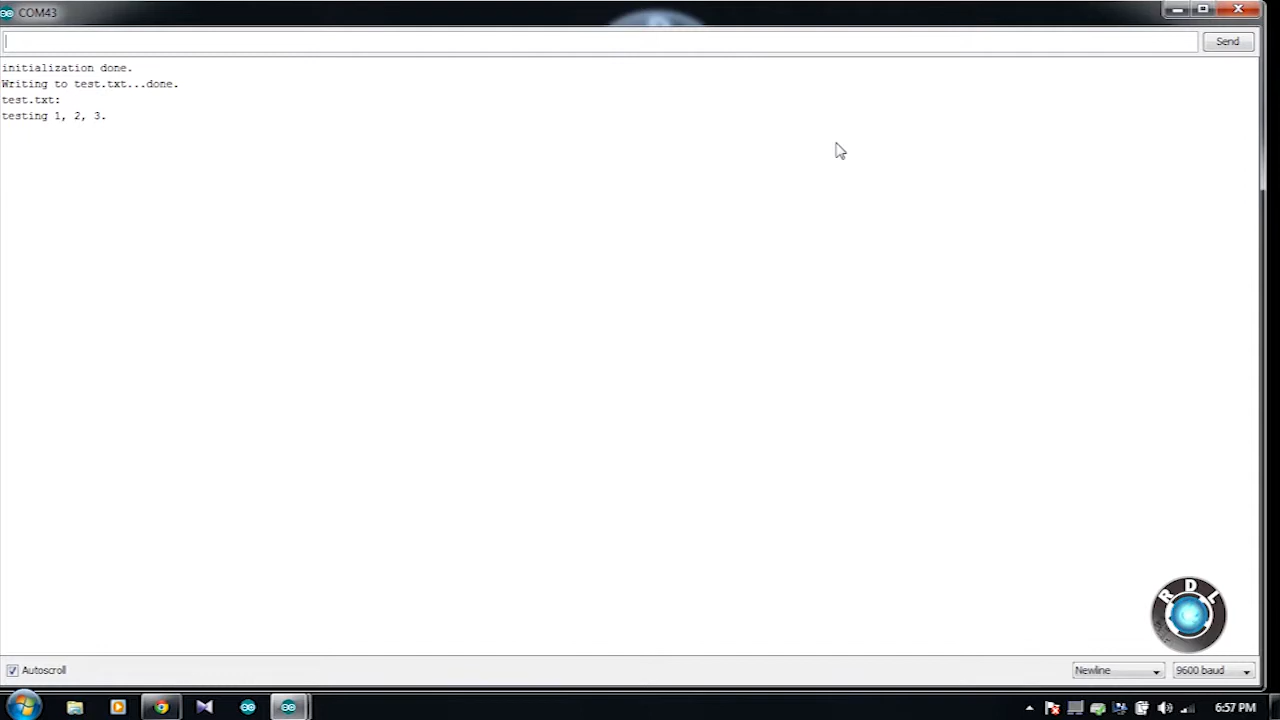 COM43
Send
initialization done.
Writing to test.txt...done.
test.txt:
testing 1, 2, 3.
RDL
Autoscroll
Newline
9600 baud
6:57 PM